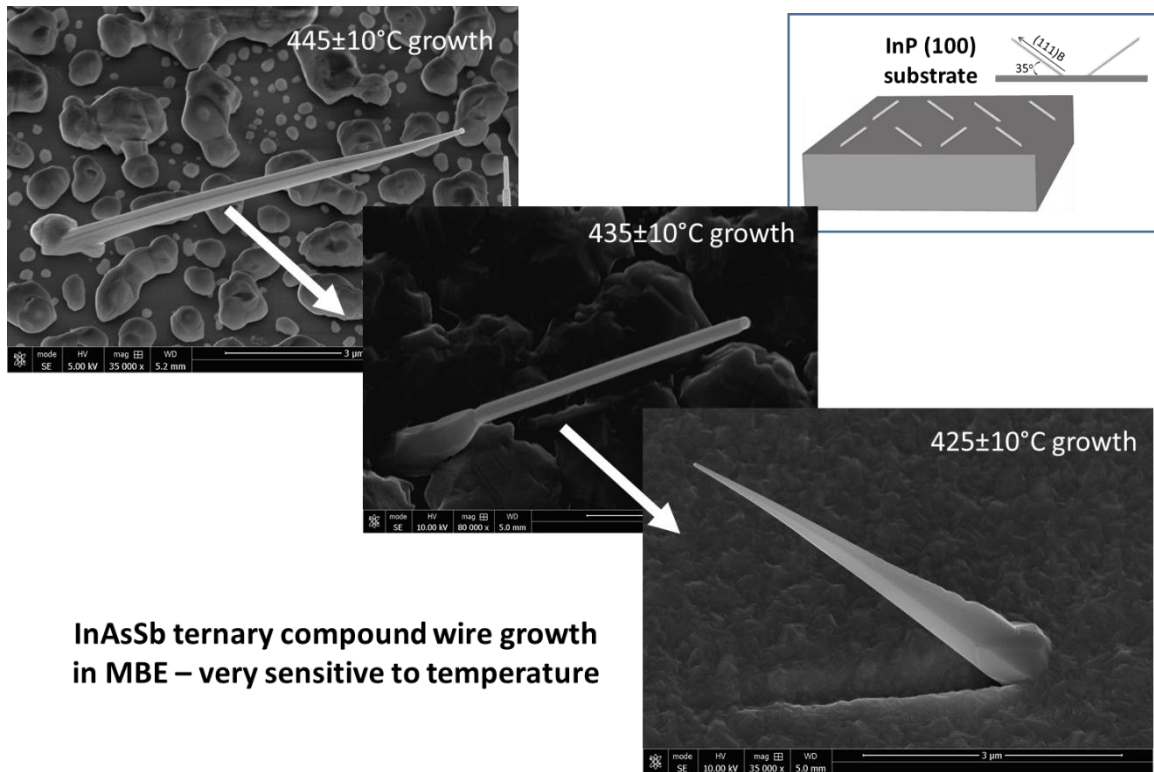 445±10°C growth
mode HV mag WD
SE 5.00 kV 35 000 x 5.2 mm
3 µm
InP (100)
substrate
(111)B
35°
435±10°C growth
mode HV mag WD
SE 10.00 kV 80 000 x 5.0 mm
425±10°C growth
mode HV mag WD
SE 10.00 kV 35 000 x 5.0 mm
3 µm
InAsSb ternary compound wire growth
in MBE – very sensitive to temperature